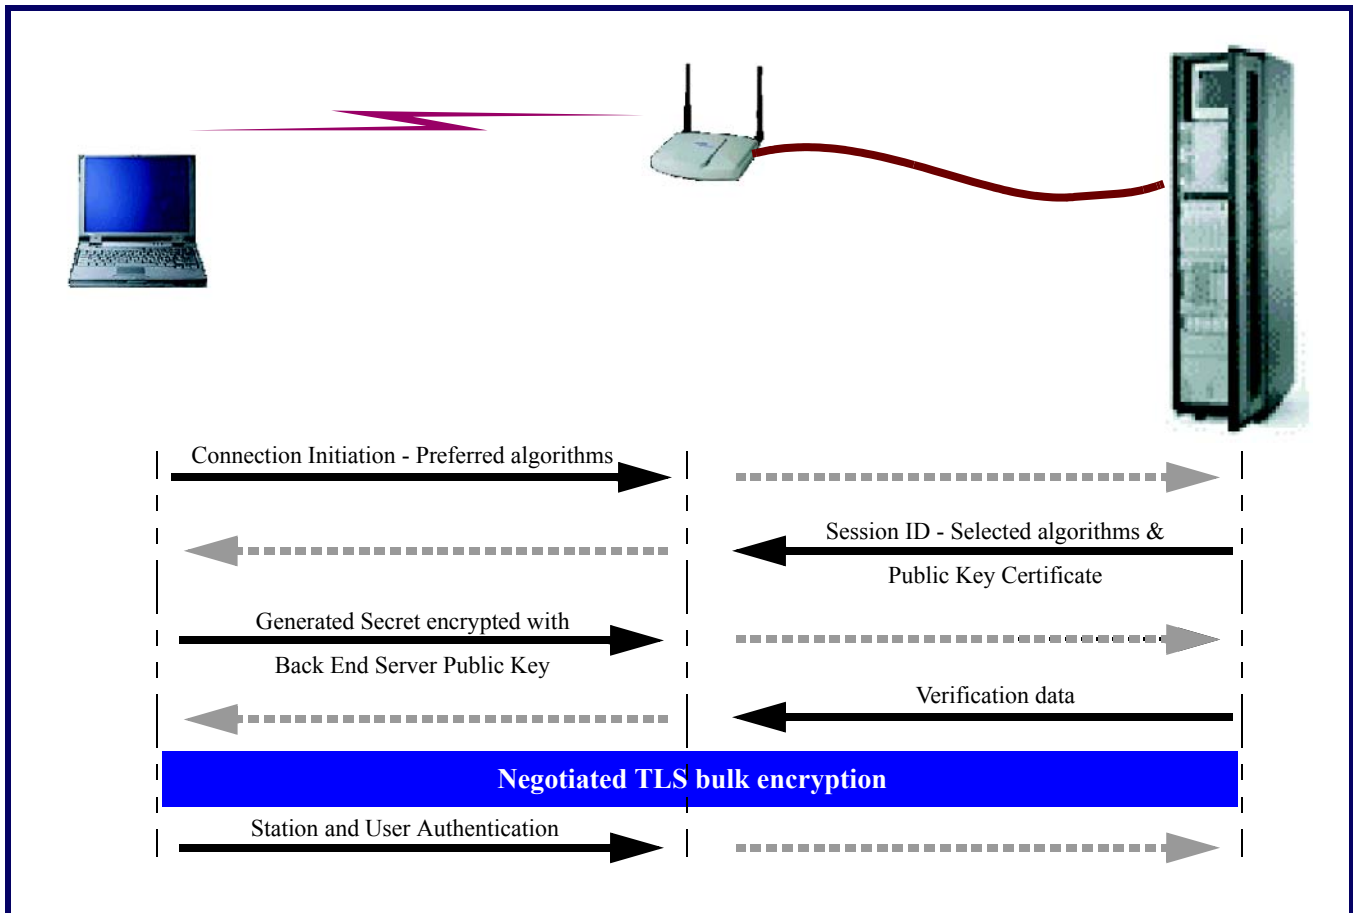 Connection Initiation - Preferred algorithms
Session ID - Selected algorithms &
Public Key Certificate
Generated Secret encrypted with
Back End Server Public Key
Verification data
Negotiated TLS bulk encryption
Station and User Authentication